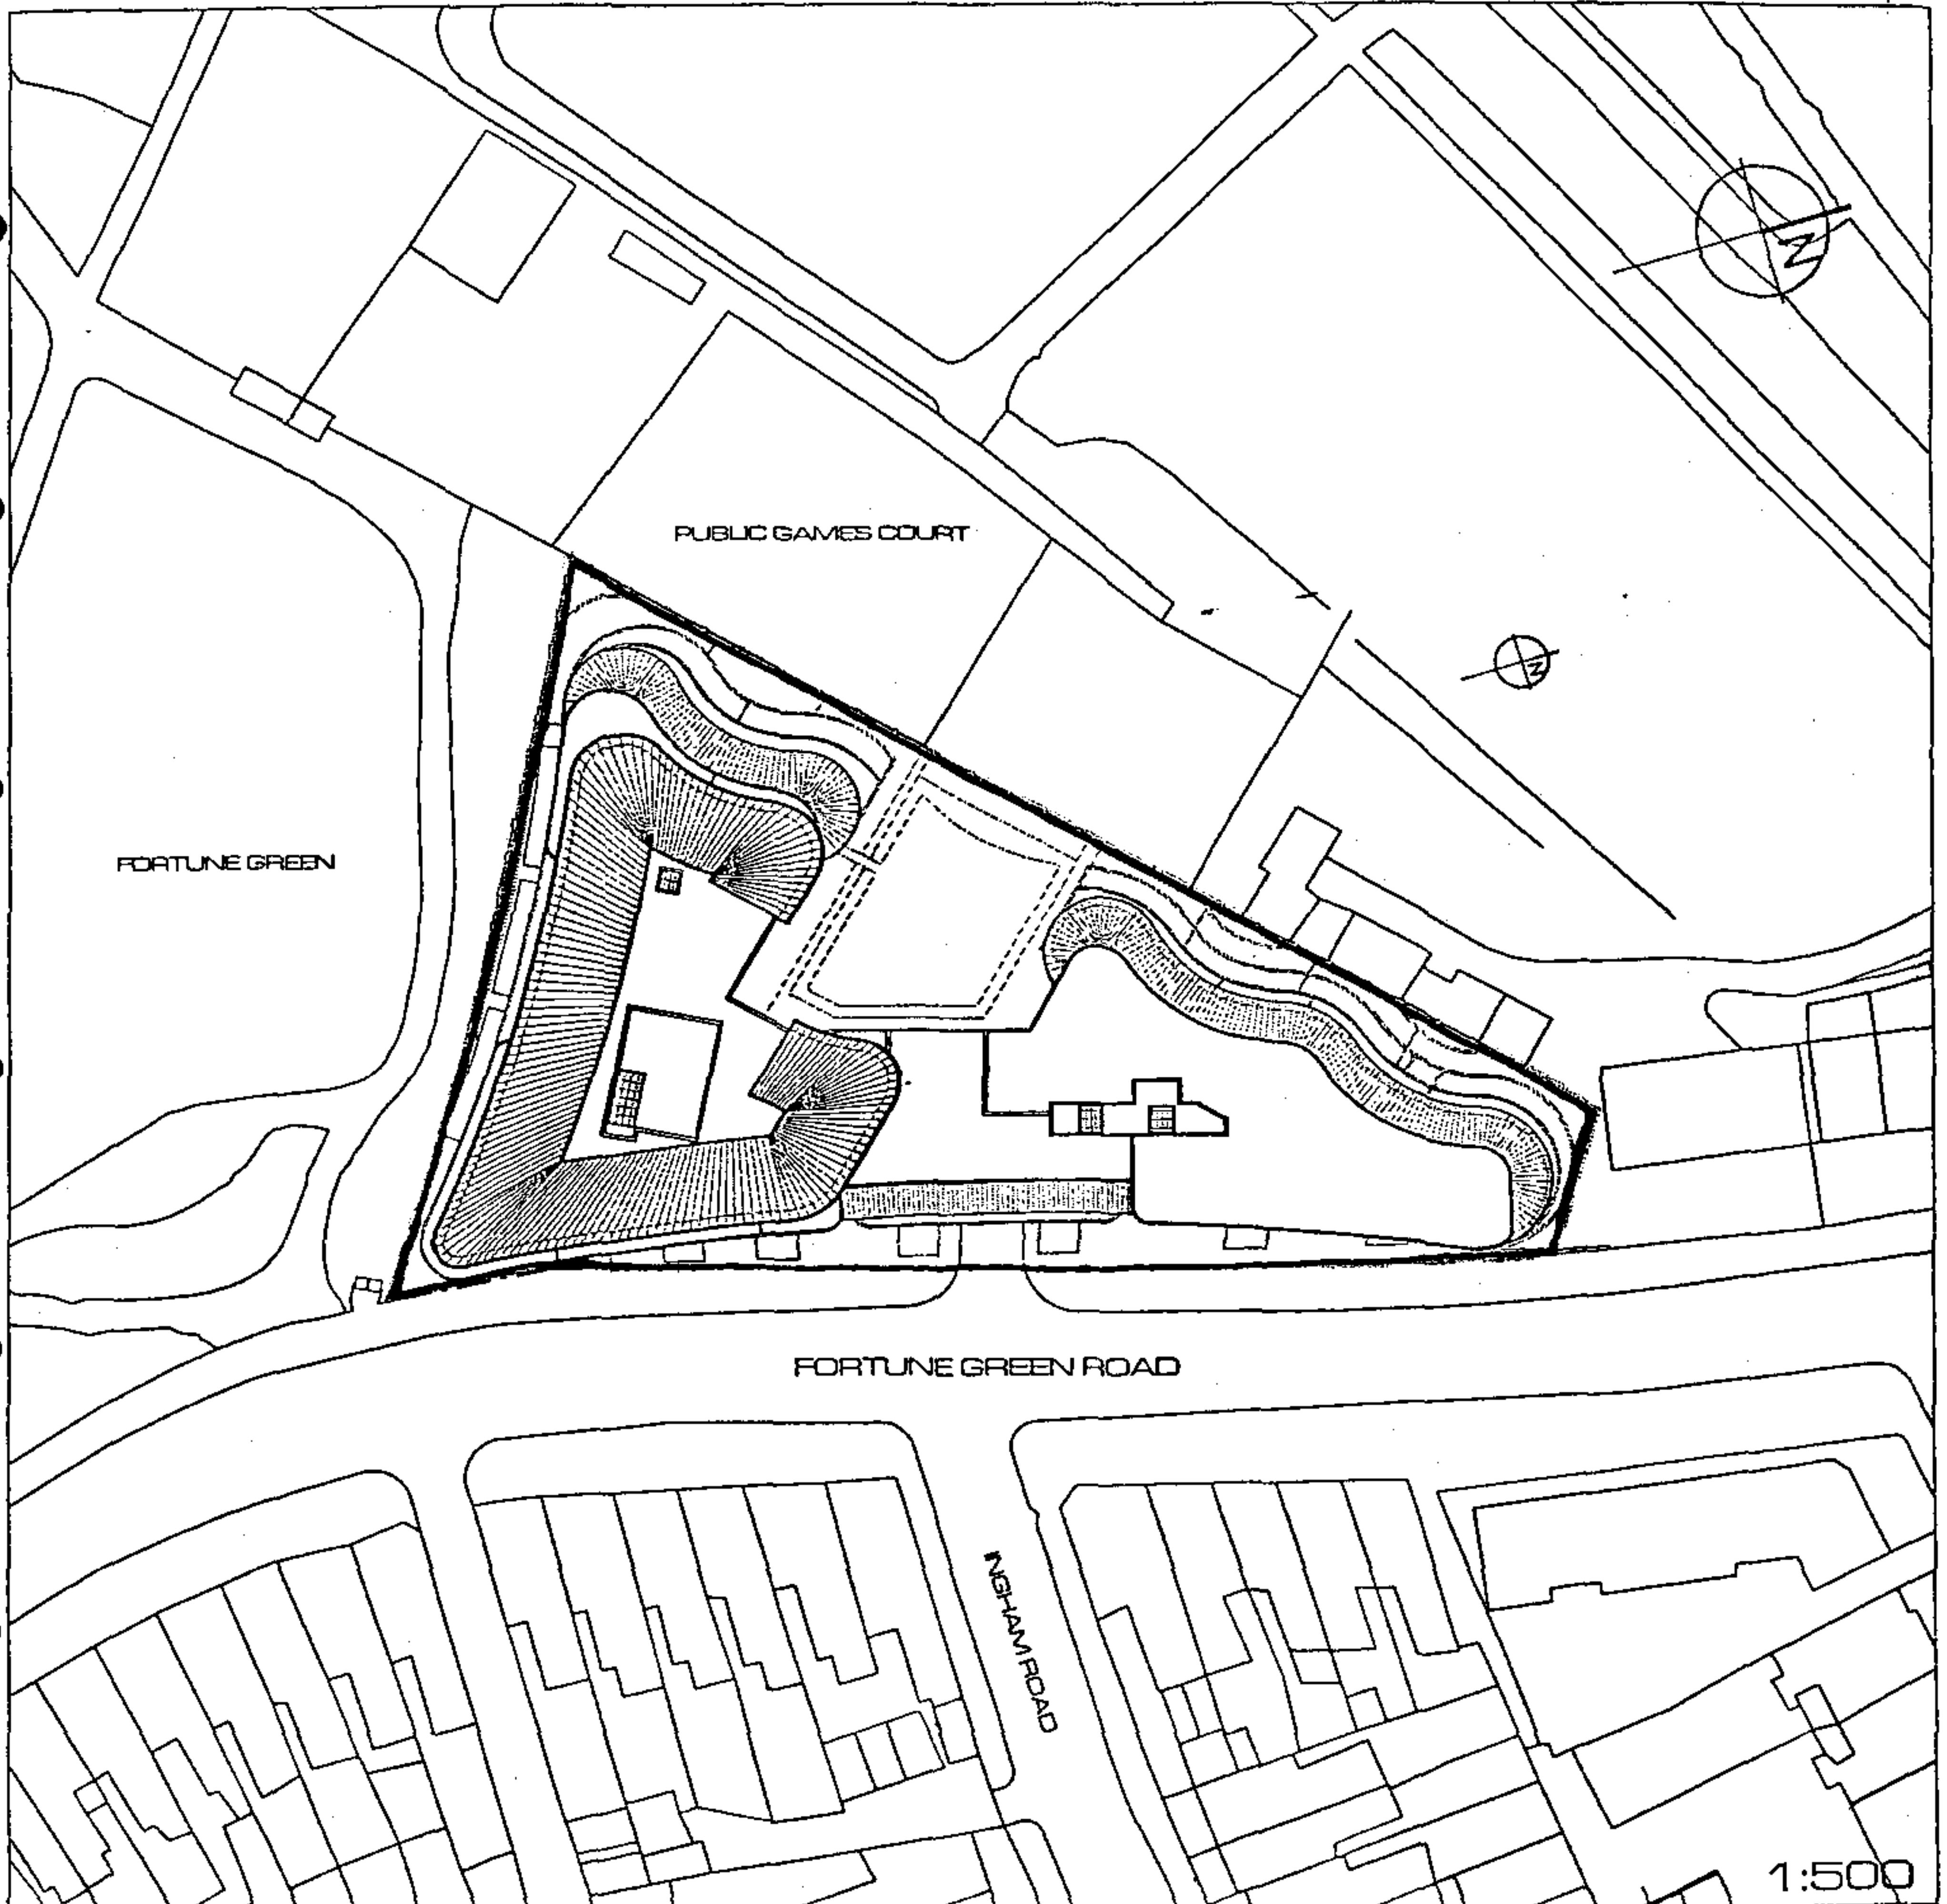 N
PUBLIC GAMES COURT
N
FORTUNE GREEN
FORTUNE GREEN ROAD
INGHAM ROAD
1:500